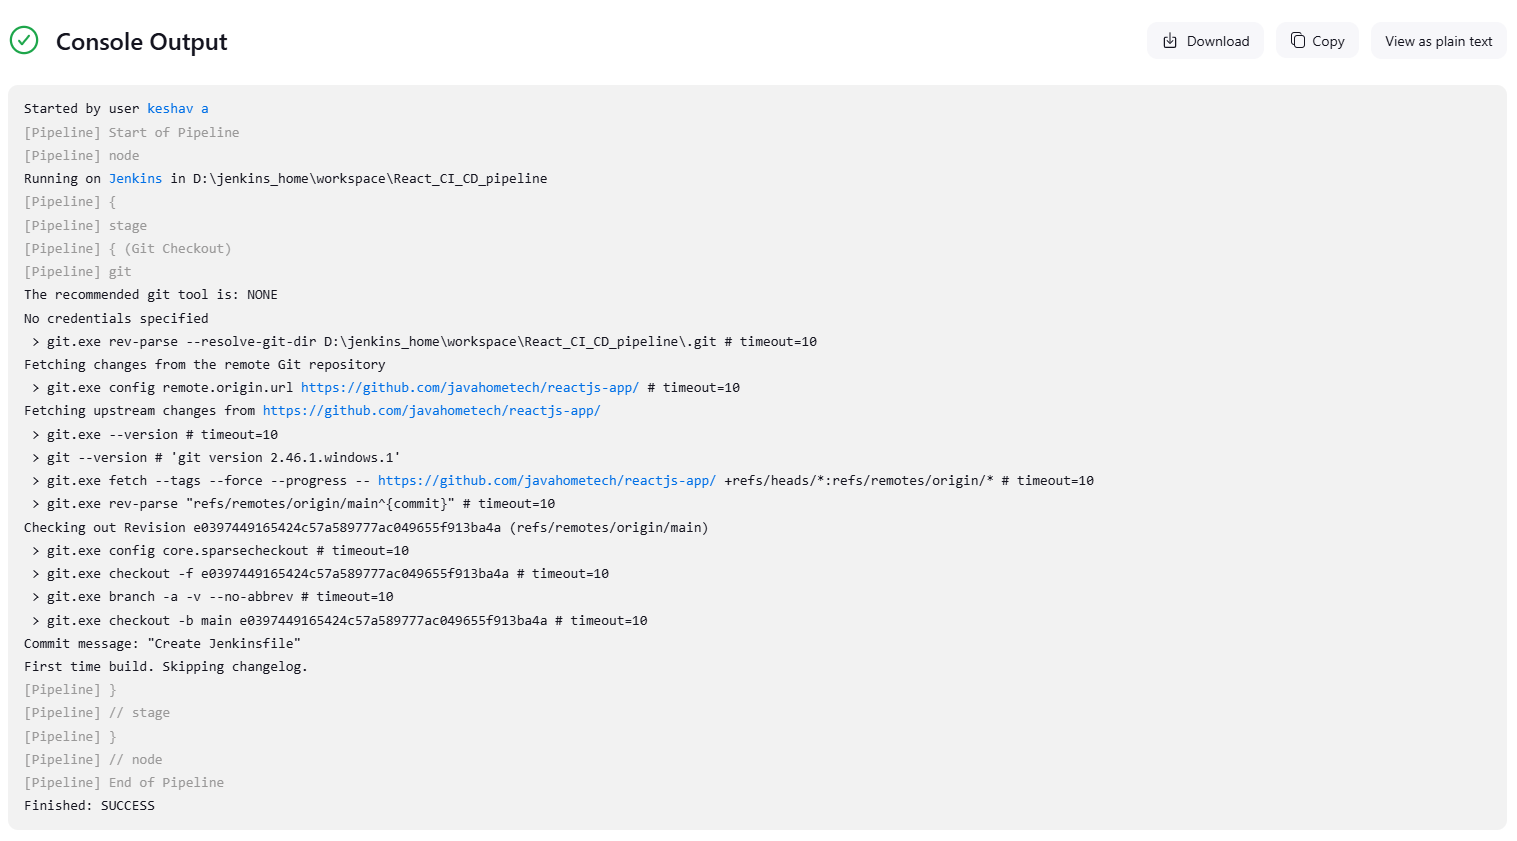 Console Output
Download
Copy
View as plain text
Started by user keshav a
[Pipeline] Start of Pipeline
[Pipeline] node
Running on Jenkins in D:\jenkins_home\workspace\React_CI_CD_pipeline
[Pipeline] {
[Pipeline] stage
[Pipeline] { (Git Checkout)
[Pipeline] git
The recommended git tool is: NONE
No credentials specified
 > git.exe rev-parse --resolve-git-dir D:\jenkins_home\workspace\React_CI_CD_pipeline\.git # timeout=10
Fetching changes from the remote Git repository
 > git.exe config remote.origin.url https://github.com/javahometech/reactjs-app/ # timeout=10
Fetching upstream changes from https://github.com/javahometech/reactjs-app/
 > git.exe --version # timeout=10
 > git --version # 'git version 2.46.1.windows.1'
 > git.exe fetch --tags --force --progress -- https://github.com/javahometech/reactjs-app/ +refs/heads/*:refs/remotes/origin/* # timeout=10
 > git.exe rev-parse "refs/remotes/origin/main^{commit}" # timeout=10
Checking out Revision e0397449165424c57a589777ac049655f913ba4a (refs/remotes/origin/main)
 > git.exe config core.sparsecheckout # timeout=10
 > git.exe checkout -f e0397449165424c57a589777ac049655f913ba4a # timeout=10
 > git.exe branch -a -v --no-abbrev # timeout=10
 > git.exe checkout -b main e0397449165424c57a589777ac049655f913ba4a # timeout=10
Commit message: "Create Jenkinsfile"
First time build. Skipping changelog.
[Pipeline] }
[Pipeline] // stage
[Pipeline] }
[Pipeline] // node
[Pipeline] End of Pipeline
Finished: SUCCESS